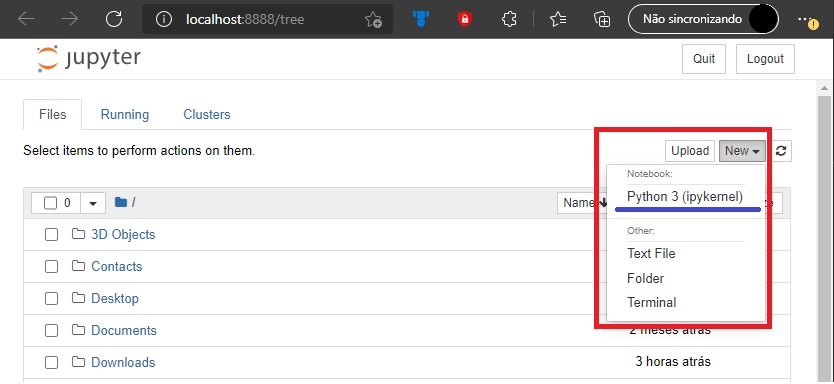 localhost:8888/tree
Não sincronizando
jupyter
Quit
Logout
Files
Running
Clusters
Select items to perform actions on them.
Upload
New
0
/
Name
Notebook:
Python 3 (ipykernel)
Other:
Text File
Folder
Terminal
3D Objects
Contacts
Desktop
Documents
2 meses atrás
Downloads
3 horas atrás